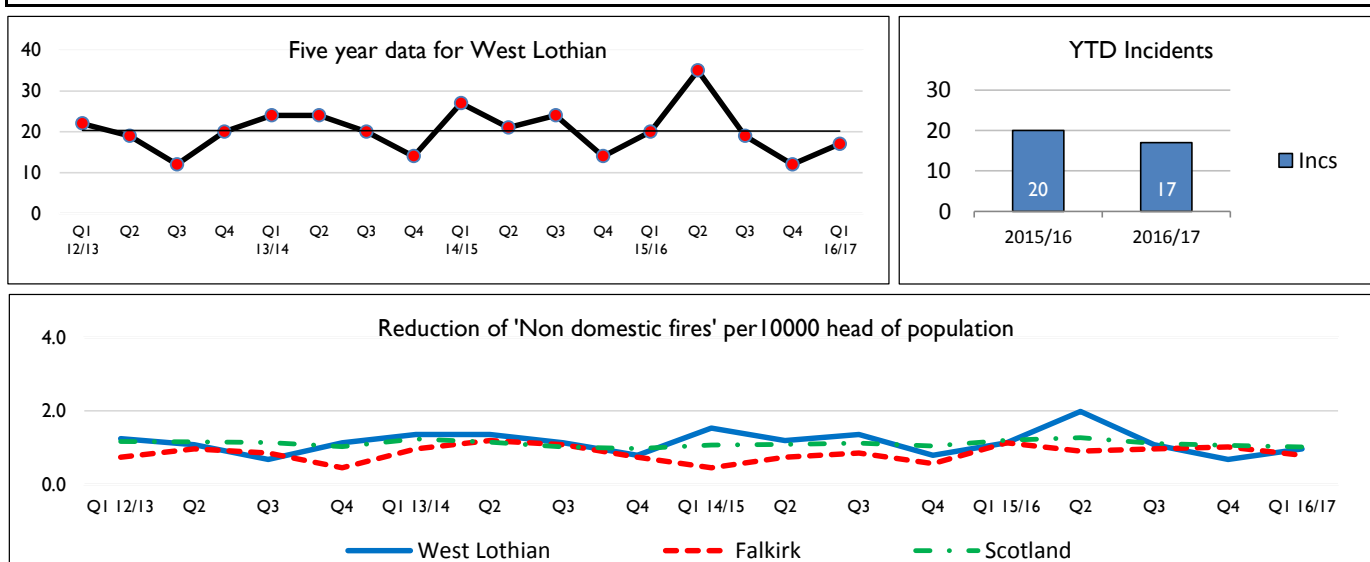 Five year data for West Lothian
40
30
20
10
0
Q1 Q2 Q3 Q4 Q1 Q2 Q3 Q4 Q1 Q2 Q3 Q4 Q1 Q2 Q3 Q4 Q1
12/13 13/14 14/15 15/16 16/17
YTD Incidents
30
20
10
0
20 17
2015/16 2016/17
Incs
Reduction of 'Non domestic fires' per10000 head of population
4.0
2.0
0.0
Q1 12/13 Q2 Q3 Q4 Q1 13/14 Q2 Q3 Q4 Q1 14/15 Q2 Q3 Q4 Q1 15/16 Q2 Q3 Q4 Q1 16/17
West Lothian Falkirk Scotland